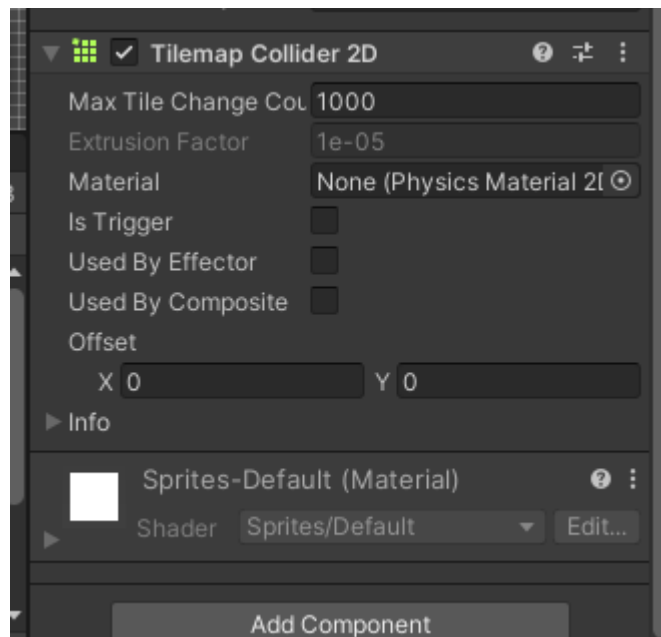 Tilemap Collider 2D
Max Tile Change Cou 1000
Extrusion Factor 1e-05
Material None (Physics Material 2
Is Trigger
Used By Effector
Used By Composite
Offset
X 0 Y 0
Info
Sprites-Default (Material)
Shader Sprites/Default Edit...
Add Component